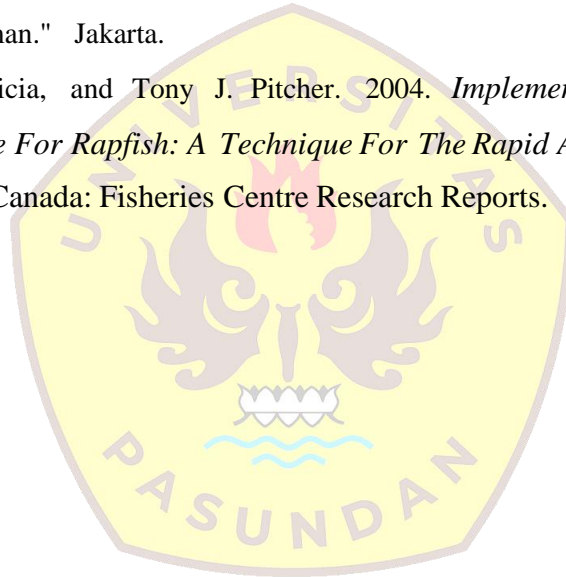 nan." Jakarta.
icia, and Tony J. Pitcher. 2004. Implemen
e For Rapfish: A Technique For The Rapid A
Canada: Fisheries Centre Research Reports.
UNIVERSITAS
PASUNDAN